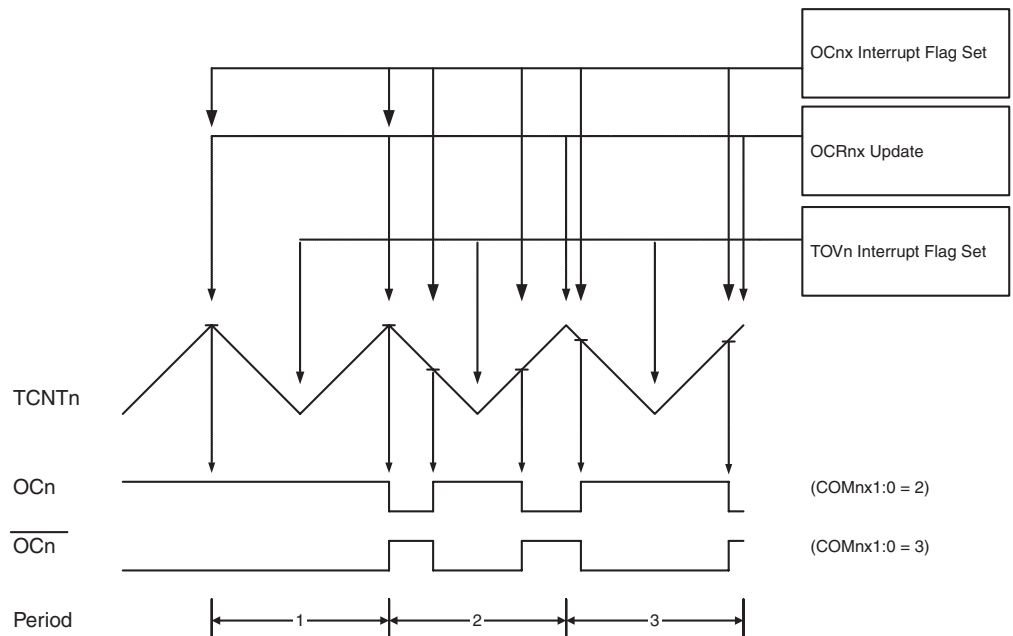 OCnx Interrupt Flag Set
OCRnx Update
TOVn Interrupt Flag Set
TCNTn
OCn
(COMnx1:0 = 2)
OCn
(COMnx1:0 = 3)
Period
1
2
3